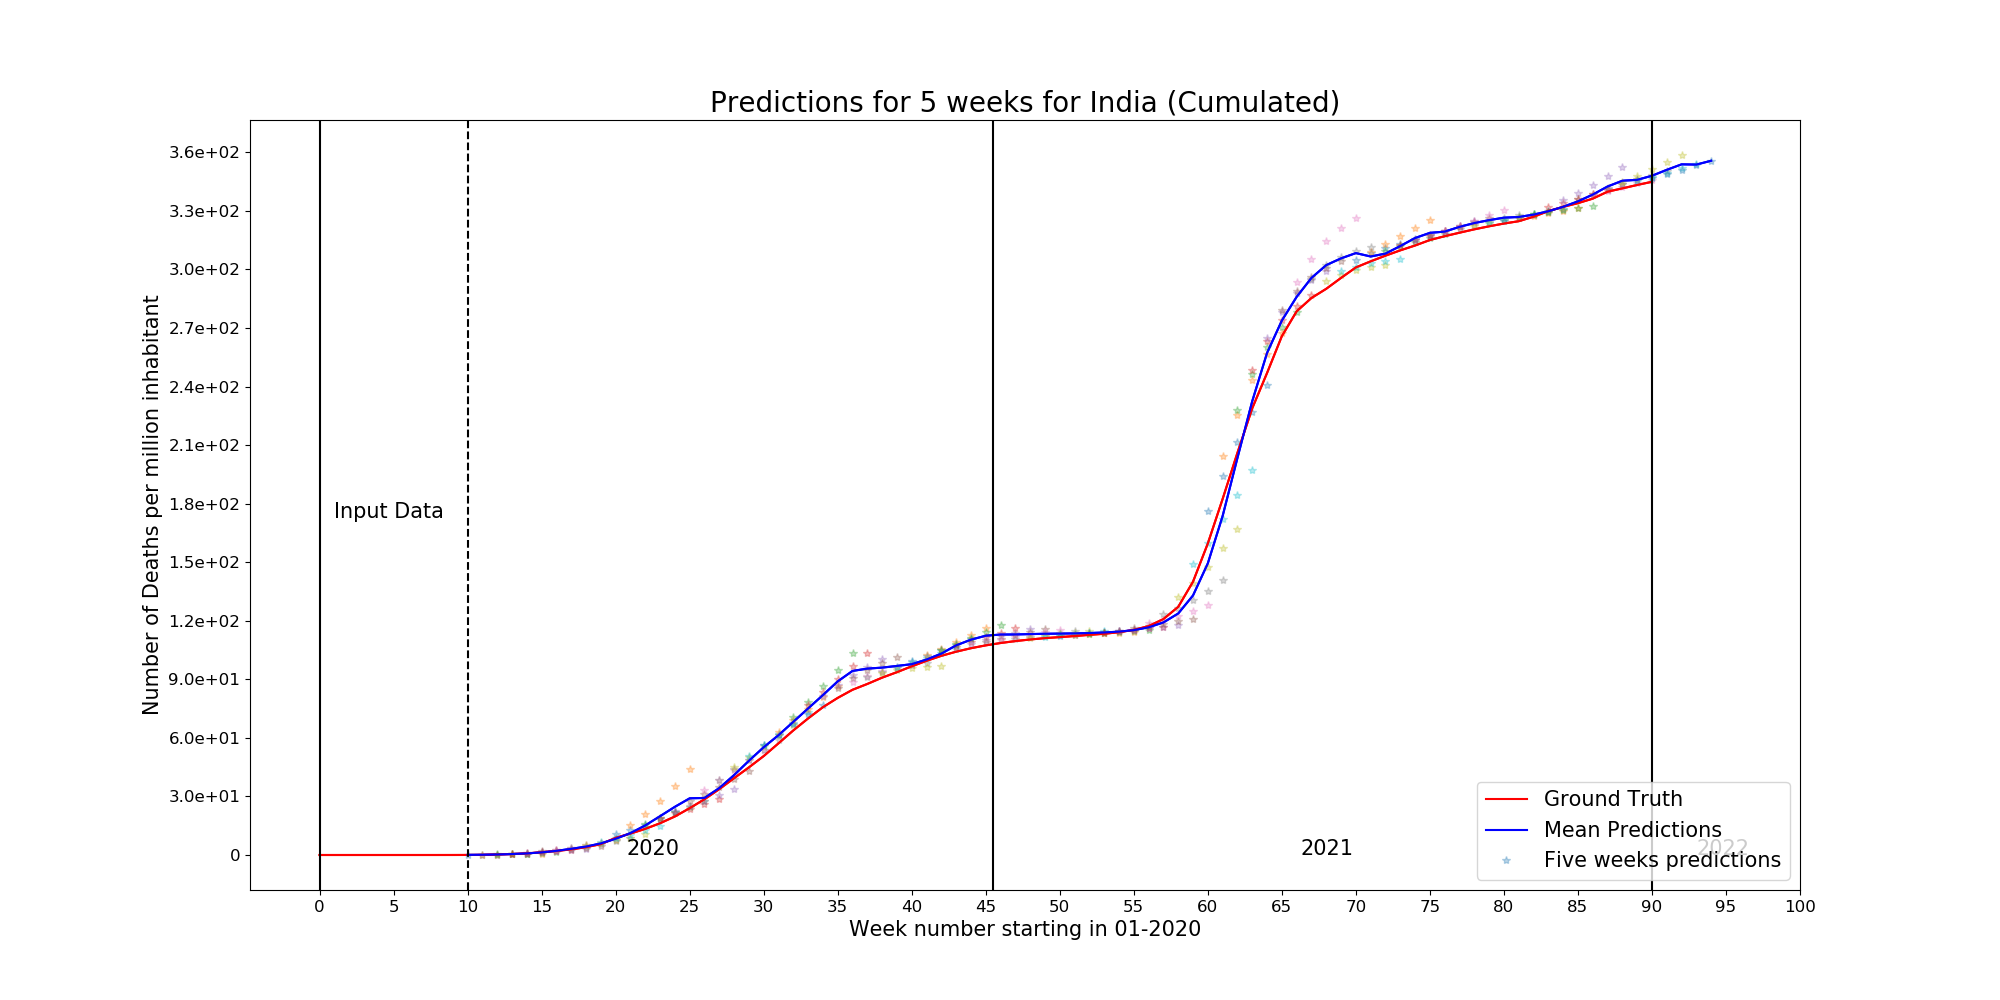 Predictions for 5 weeks for India (Cumulated)
Number of Deaths per million inhabitant
3.6e+02
3.3e+02
3.0e+02
2.7e+02
2.4e+02
2.1e+02
1.8e+02
1.5e+02
1.2e+02
9.0e+01
6.0e+01
3.0e+01
0
Input Data
2020
2021
2022
Ground Truth
Mean Predictions
Five weeks predictions
0 5 10 15 20 25 30 35 40 45 50 55 60 65 70 75 80 85 90 95 100
Week number starting in 01-2020